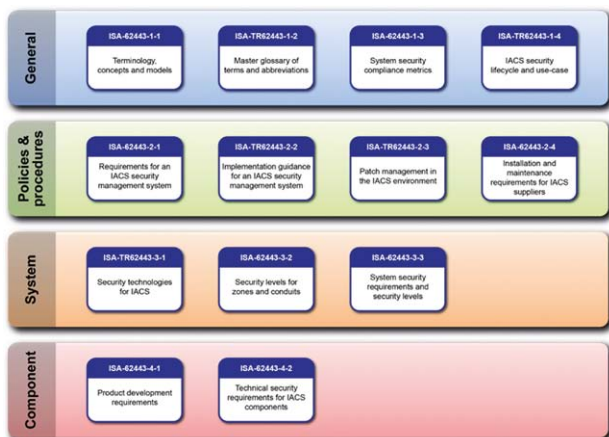 General
ISA-62443-1-1
Terminology,
concepts and models
ISA-TR62443-1-2
Master glossary of
terms and abbreviations
ISA-62443-1-3
System security
compliance metrics
ISA-TR62443-1-4
IACS security
lifecycle and use-case
Policies &
procedures
ISA-62443-2-1
Requirements for an
IACS security
management system
ISA-TR62443-2-2
Implementation guidance
for an IACS security
management system
ISA-TR62443-2-3
Patch management in
the IACS environment
ISA-62443-2-4
Installation and
maintenance
requirements for IACS
suppliers
System
ISA-TR62443-3-1
Security technologies
for IACS
ISA-62443-3-2
Security levels for
zones and conduits
ISA-62443-3-3
System security
requirements and
security levels
Component
ISA-62443-4-1
Product development
requirements
ISA-62443-4-2
Technical security
requirements for IACS
components